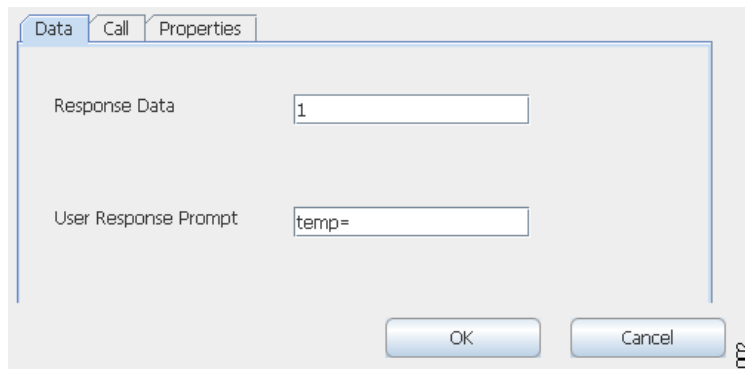 Data Call Properties
Response Data 1
User Response Prompt temp=
OK Cancel